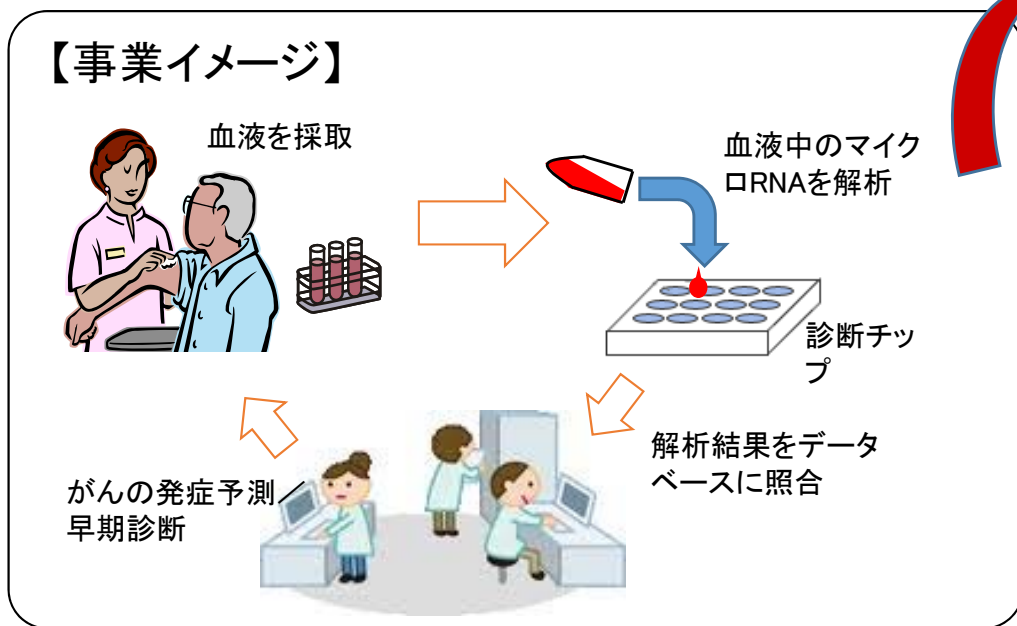 【事業イメージ】
血液を採取
血液中のマイク
ロRNAを解析
診断チッ
プ
解析結果をデータ
ベースに照合
がんの発症予測／
早期診断